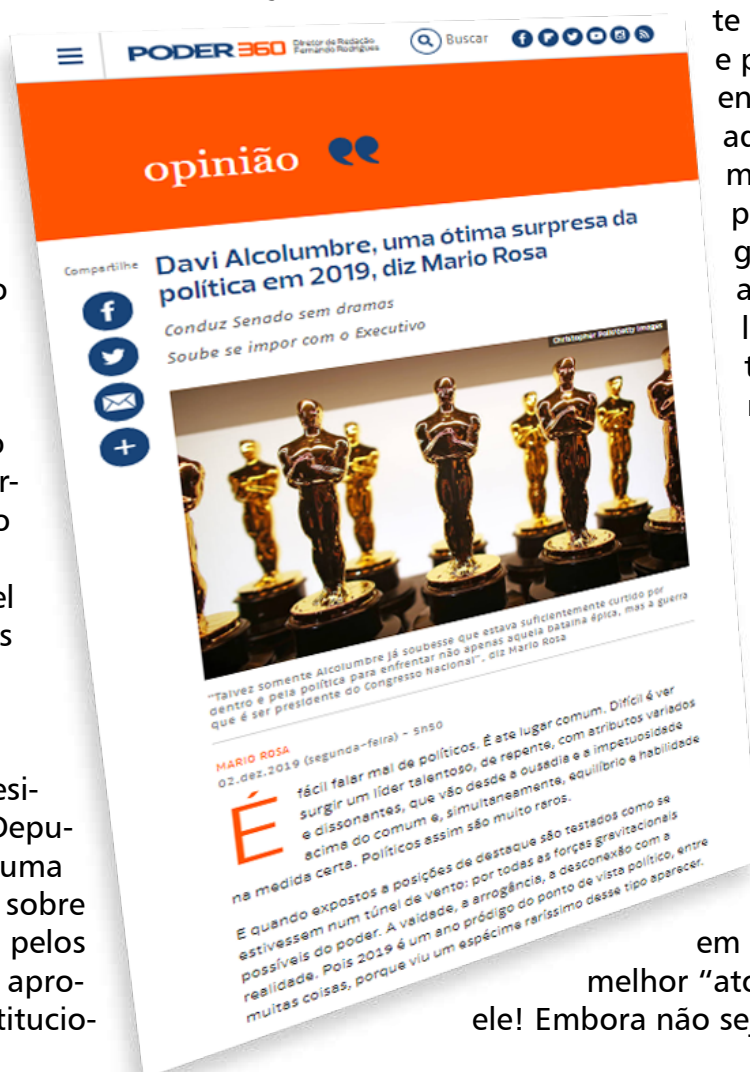 te
e p
en
ad
m
p
g
a
l
t
r
o
o
r-
o
el
s
esi-
Depu-
uma
sobre
pelos
apro-
titucio-
PODER360 Diretor de Redação
Fernando Rodrigues
Buscar
opinião
Compartilhe
Davi Alcolumbre, uma ótima surpresa da
política em 2019, diz Mario Rosa
Conduz Senado sem dramas
Soube se impor com o Executivo
Christopher Polk/Getty Images
"Talvez somente Alcolumbre já soubesse que estava suficientemente curtido por
dentro e pela política para enfrentar não apenas aquela batalha épica, mas a guerra
que é ser presidente do Congresso Nacional", diz Mario Rosa
MARIO ROSA
02.dez.2019 (segunda-feira) - 5h50
É fácil falar mal de políticos. É ate lugar comum. Difícil é ver
surgir um líder talentoso, de repente, com atributos variados
e dissonantes, que vão desde a ousadia e a impetuosidade
acima do comum e, simultaneamente, equilíbrio e habilidade
na medida certa. Políticos assim são muito raros.
E quando expostos a posições de destaque são testados como se
estivessem num túnel de vento: por todas as forças gravitacionais
possíveis do poder. A vaidade, a arrogância, a desconexão com a
realidade. Pois 2019 é um ano pródigo do ponto de vista político, entre
muitas coisas, porque viu um espécime raríssimo desse tipo aparecer.
em
melhor "ato
ele! Embora não sej